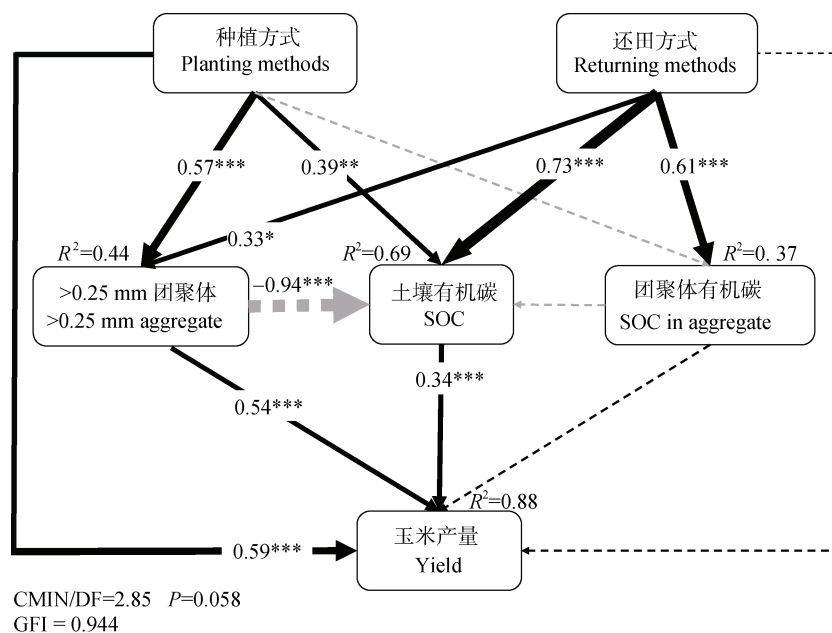 种植方式
Planting methods
还田方式
Returning methods
0.57***
0.39**
0.73***
0.61***
0.33*
R²=0.44
R²=0.69
R²=0. 37
>0.25 mm 团聚体
>0.25 mm aggregate
−0.94***
土壤有机碳
SOC
团聚体有机碳
SOC in aggregate
0.34***
0.54***
R²=0.88
玉米产量
Yield
0.59***
CMIN/DF=2.85 P=0.058
GFI = 0.944